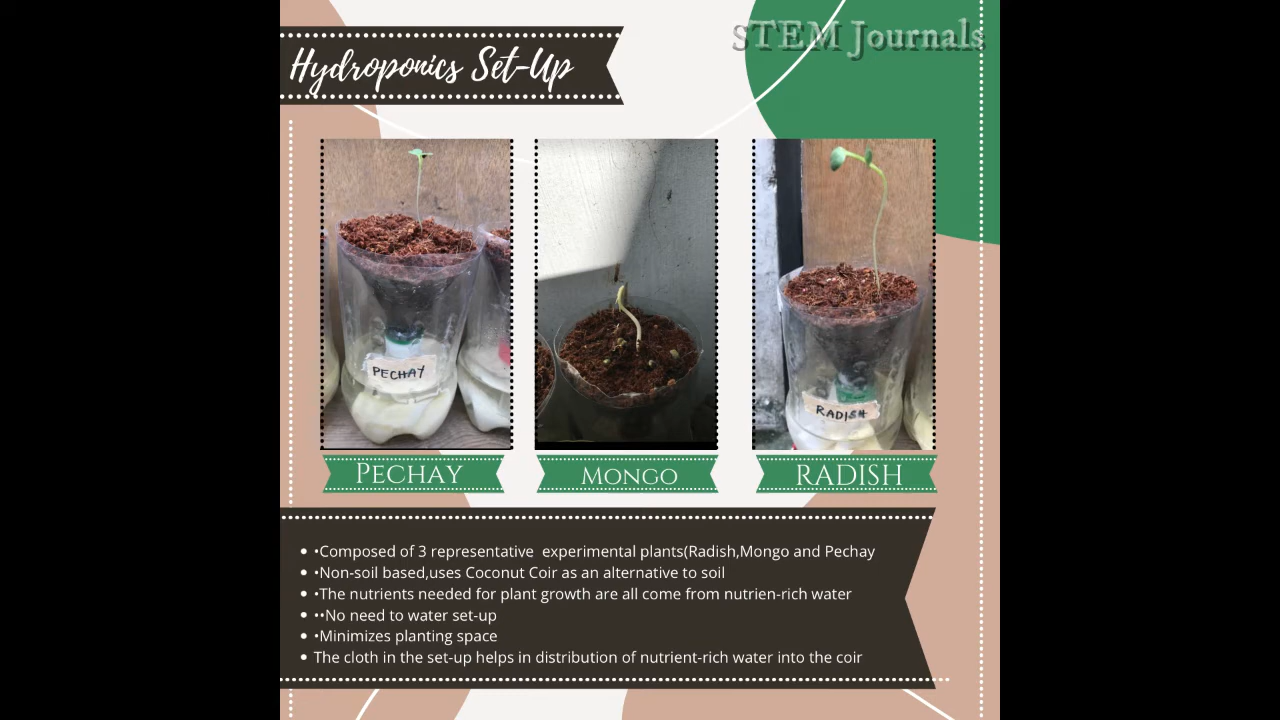 Hydroponics Set-Up
STEM Journals
PECHAY
RADISH
PECHAY
MONGO
RADISH
• •Composed of 3 representative  experimental plants(Radish,Mongo and Pechay
• •Non-soil based,uses Coconut Coir as an alternative to soil
• •The nutrients needed for plant growth are all come from nutrien-rich water
• ••No need to water set-up
• •Minimizes planting space
• The cloth in the set-up helps in distribution of nutrient-rich water into the coir